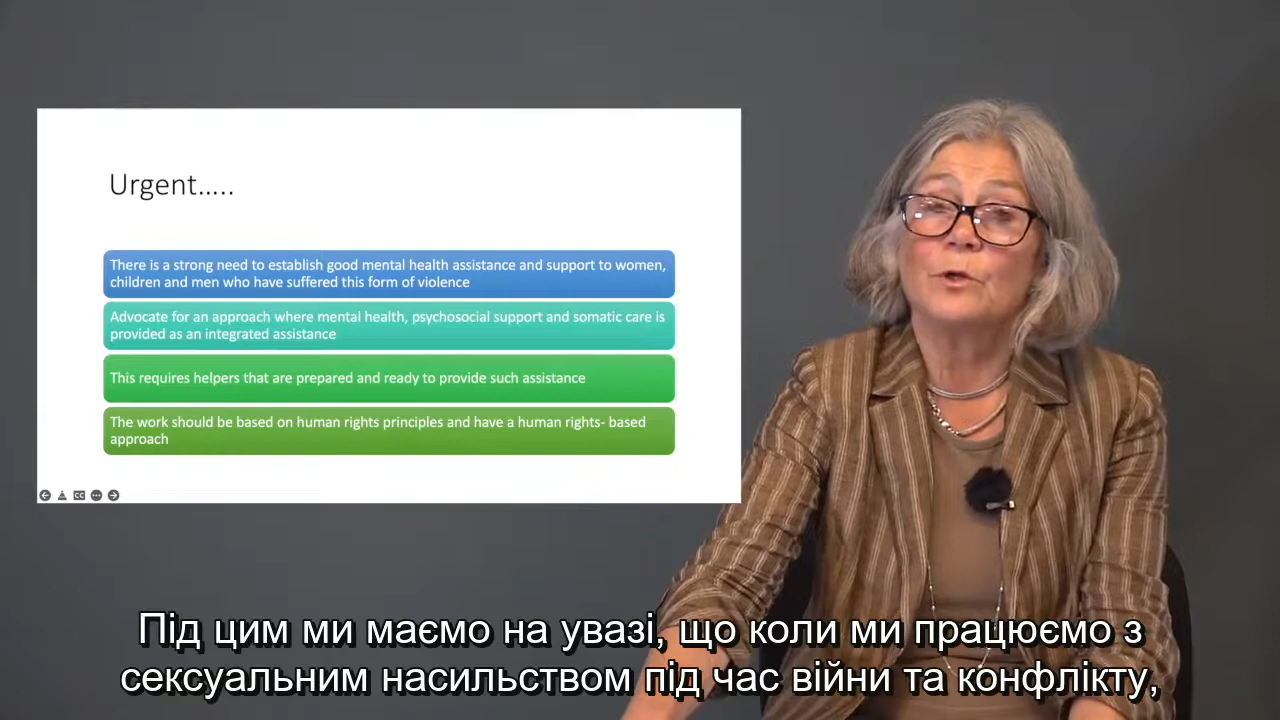 Urgent…..
There is a strong need to establish good mental health assistance and support to women,
children and men who have suffered this form of violence
Advocate for an approach where mental health, psychosocial support and somatic care is
provided as an integrated assistance
This requires helpers that are prepared and ready to provide such assistance
The work should be based on human rights principles and have a human rights- based
approach
CC
Під цим ми маємо на увазі, що коли ми працюємо з
сексуальним насильством під час війни та конфлікту,